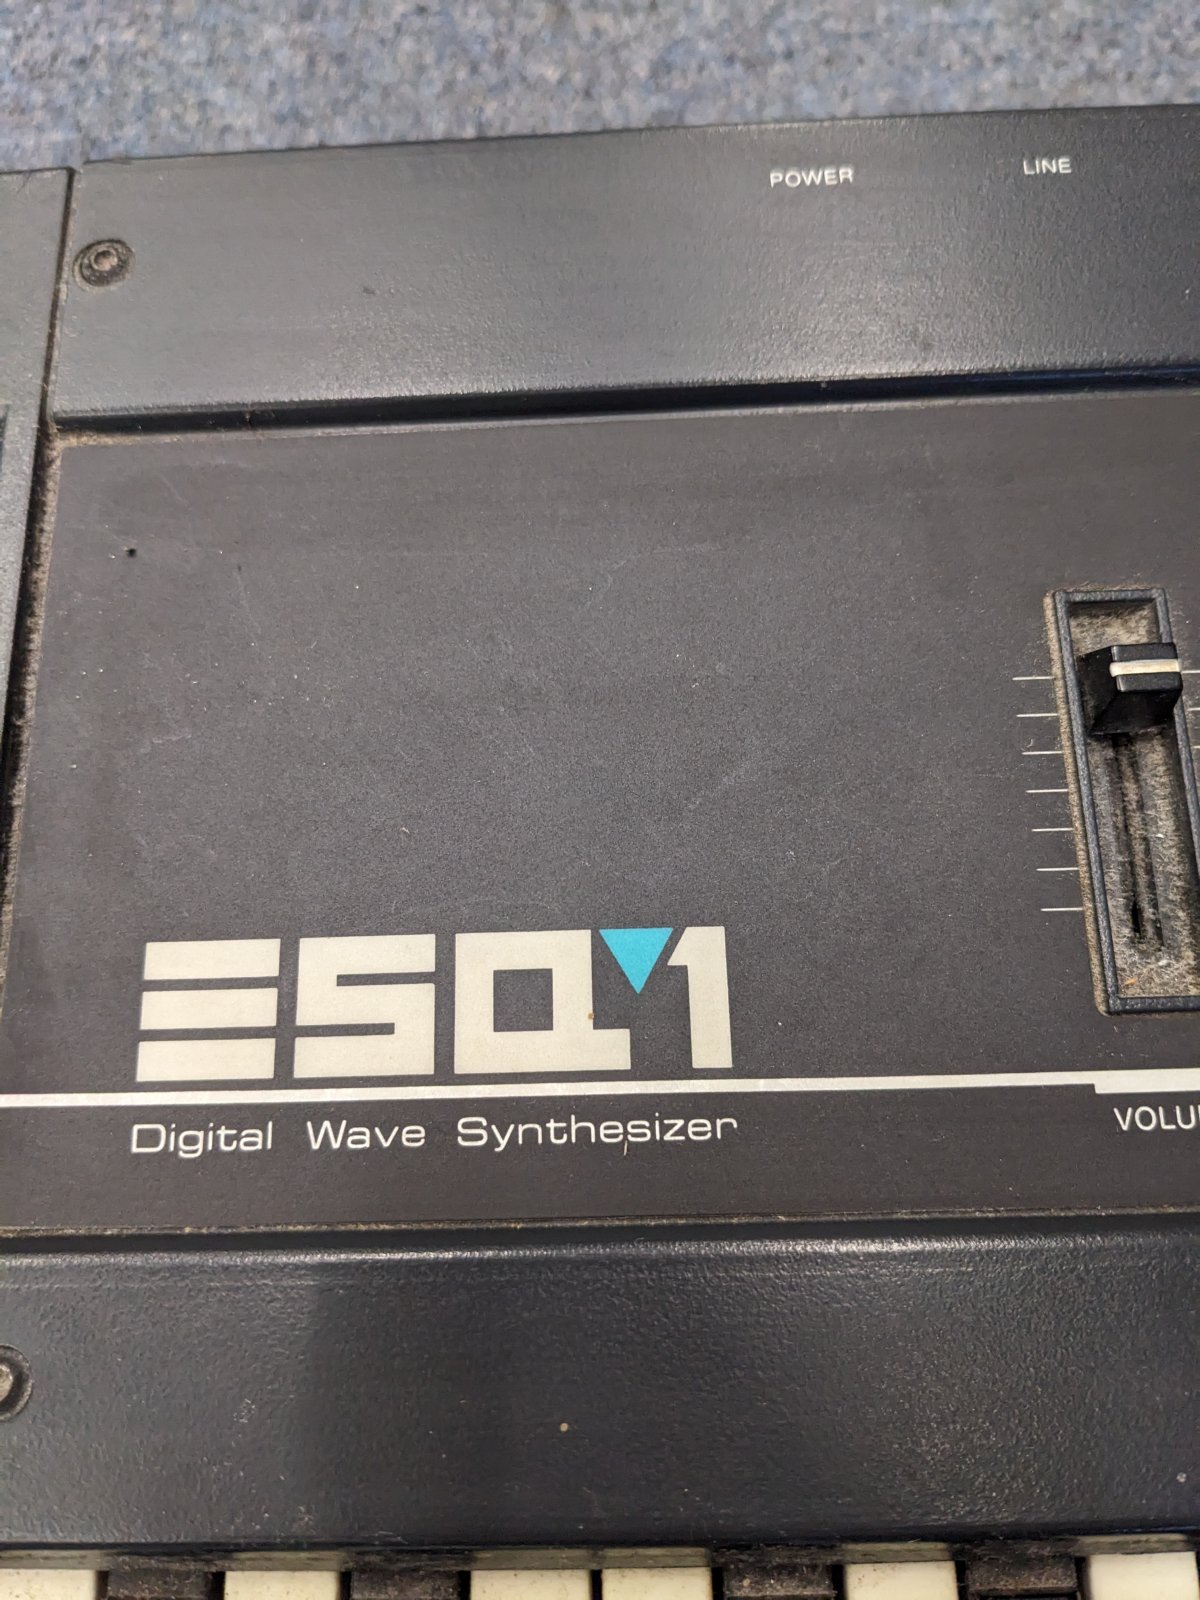 POWER LINE
ESQ1
Digital Wave Synthesizer